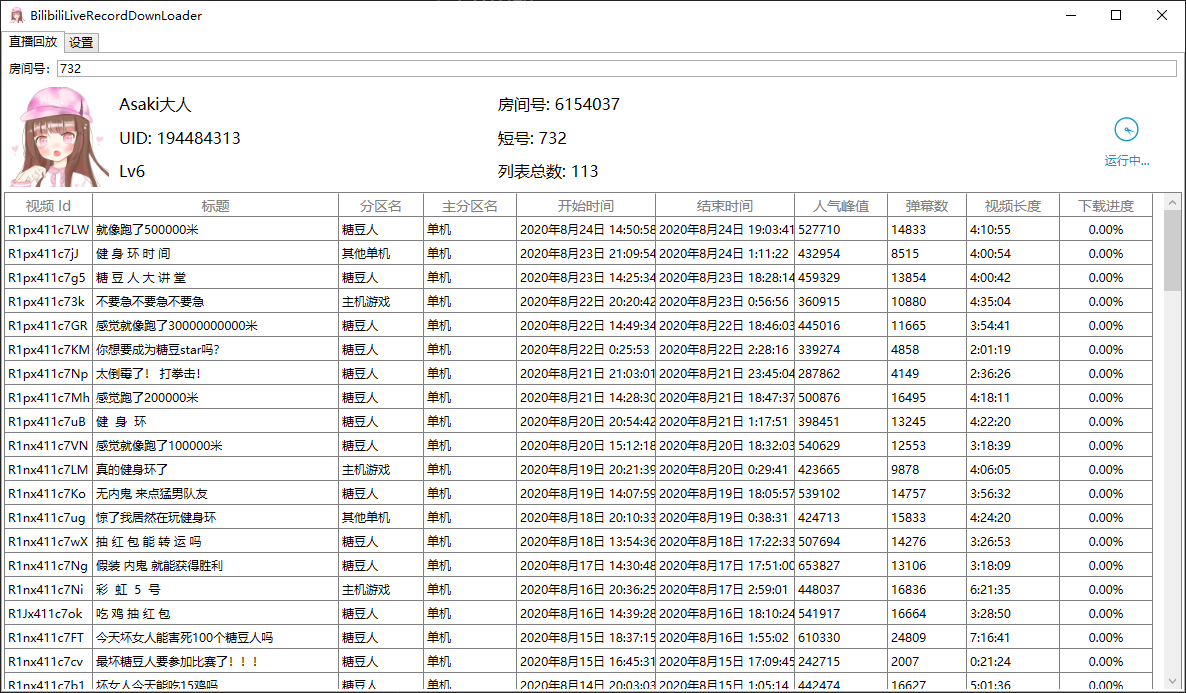 BilibiliLiveRecordDownLoader
直播回放 设置
房间号: 732
Asaki大人 房间号: 6154037
UID: 194484313 短号: 732
运行中...
Lv6 列表总数: 113
视频 Id 标题 分区名 主分区名 开始时间 结束时间 人气峰值 弹幕数 视频长度 下载进度
R1px411c7LW 就像跑了500000米 糖豆人 单机 2020年8月24日 14:50:58 2020年8月24日 19:03:41 527710 14833 4:10:55 0.00%
R1px411c7jJ 健 身 环 时 间 其他单机 单机 2020年8月23日 21:09:54 2020年8月24日 1:11:22 432954 8515 4:00:54 0.00%
R1px411c7g5 糖 豆 人 大 讲 堂 糖豆人 单机 2020年8月23日 14:25:34 2020年8月23日 18:28:14 459329 13854 4:00:42 0.00%
R1px411c73k 不要急不要急不要急 主机游戏 单机 2020年8月22日 20:20:42 2020年8月23日 0:56:56 360915 10880 4:35:04 0.00%
R1px411c7GR 感觉就像跑了30000000000米 糖豆人 单机 2020年8月22日 14:49:34 2020年8月22日 18:46:03 445016 11665 3:54:41 0.00%
R1px411c7KM 你想要成为糖豆star吗? 糖豆人 单机 2020年8月22日 0:25:53 2020年8月22日 2:28:16 339274 4858 2:01:19 0.00%
R1px411c7Np 太倒霉了！ 打拳击! 糖豆人 单机 2020年8月21日 21:03:01 2020年8月21日 23:45:04 287862 4149 2:36:26 0.00%
R1px411c7Mh 感觉跑了200000米 糖豆人 单机 2020年8月21日 14:28:30 2020年8月21日 18:47:37 500876 16495 4:18:11 0.00%
R1px411c7uB 健 身 环 糖豆人 单机 2020年8月20日 20:54:42 2020年8月21日 1:17:51 398451 13245 4:22:20 0.00%
R1nx411c7VN 感觉就像跑了100000米 糖豆人 单机 2020年8月20日 15:12:18 2020年8月20日 18:32:03 540629 12553 3:18:39 0.00%
R1nx411c7LM 真的健身环了 主机游戏 单机 2020年8月19日 20:21:39 2020年8月20日 0:29:41 423665 9878 4:06:05 0.00%
R1nx411c7Ko 无内鬼 来点猛男队友 糖豆人 单机 2020年8月19日 14:07:59 2020年8月19日 18:05:57 539102 14757 3:56:32 0.00%
R1nx411c7ug 惊了我居然在玩健身环 其他单机 单机 2020年8月18日 20:10:33 2020年8月19日 0:38:31 424713 15833 4:24:20 0.00%
R1nx411c7wX 抽 红 包 能 转 运 吗 糖豆人 单机 2020年8月18日 13:54:36 2020年8月18日 17:22:33 507694 14276 3:26:53 0.00%
R1nx411c7Ng 假装 内鬼 就能获得胜利 糖豆人 单机 2020年8月17日 14:30:48 2020年8月17日 17:51:00 653827 13106 3:18:09 0.00%
R1nx411c7Ni 彩 虹 5 号 主机游戏 单机 2020年8月16日 20:36:25 2020年8月17日 2:59:01 448037 16836 6:21:35 0.00%
R1Jx411c7ok 吃 鸡 抽 红 包 糖豆人 单机 2020年8月16日 14:39:28 2020年8月16日 18:10:24 541917 16664 3:28:50 0.00%
R1nx411c7FT 今天坏女人能害死100个糖豆人吗 糖豆人 单机 2020年8月15日 18:37:15 2020年8月16日 1:55:02 610330 24809 7:16:41 0.00%
R1nx411c7cv 最坏糖豆人要参加比赛了！！！ 糖豆人 单机 2020年8月15日 16:45:31 2020年8月15日 17:09:45 242715 2007 0:21:24 0.00%
R1nx411c7b1 坏女人今天能吃15鸡吗 糖豆人 单机 2020年8月14日 20:03:03 2020年8月15日 1:05:14 442474 16627 5:01:36 0.00%